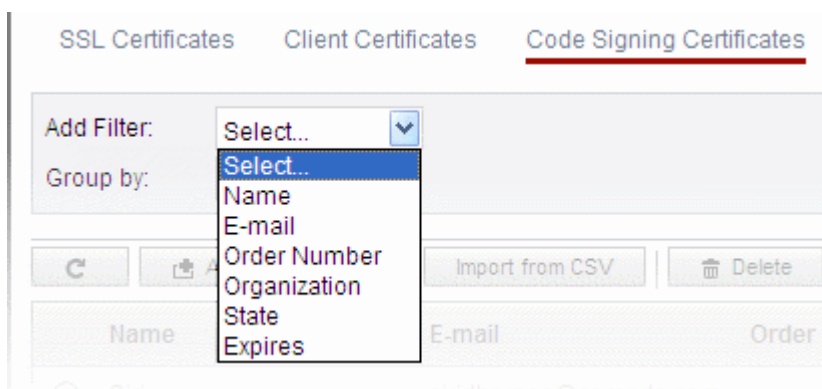 SSL Certificates Client Certificates Code Signing Certificates
Add Filter: Select...
Group by:
Select...
Name
E-mail
Order Number
Organization
State
Expires
A Import from CSV Delete
Name E-mail Order